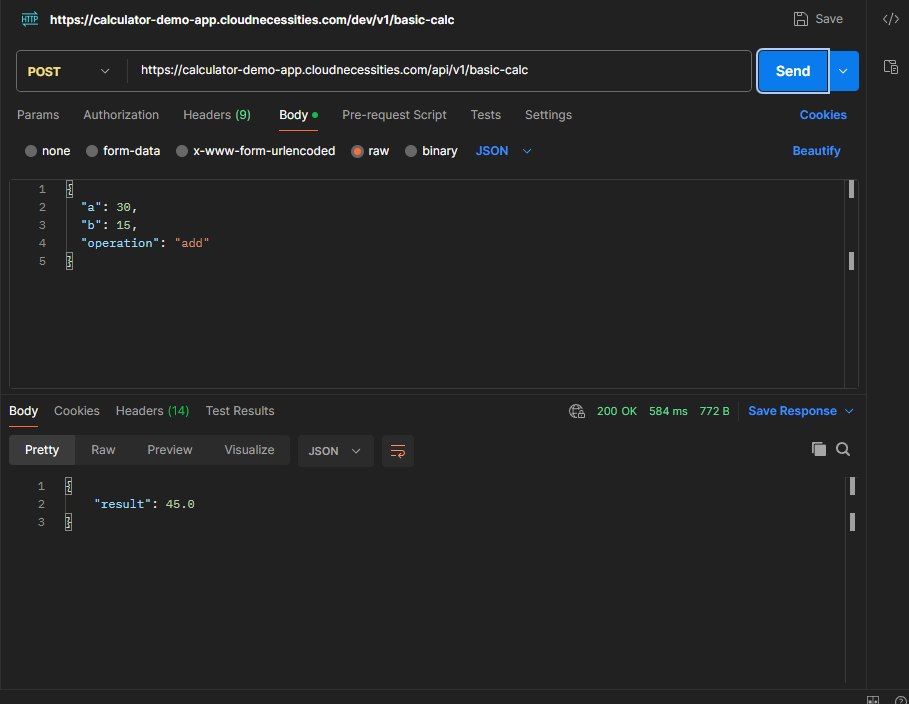 HTTP https://calculator-demo-app.cloudnecessities.com/dev/v1/basic-calc Save </>
POST https://calculator-demo-app.cloudnecessities.com/api/v1/basic-calc Send
Params Authorization Headers (9) Body Pre-request Script Tests Settings Cookies
none form-data x-www-form-urlencoded raw binary JSON Beautify
1 {
2 "a": 30,
3 "b": 15,
4 "operation": "add"
5 }
Body Cookies Headers (14) Test Results 200 OK 584 ms 772 B Save Response
Pretty Raw Preview Visualize JSON
1 {
2 "result": 45.0
3 }